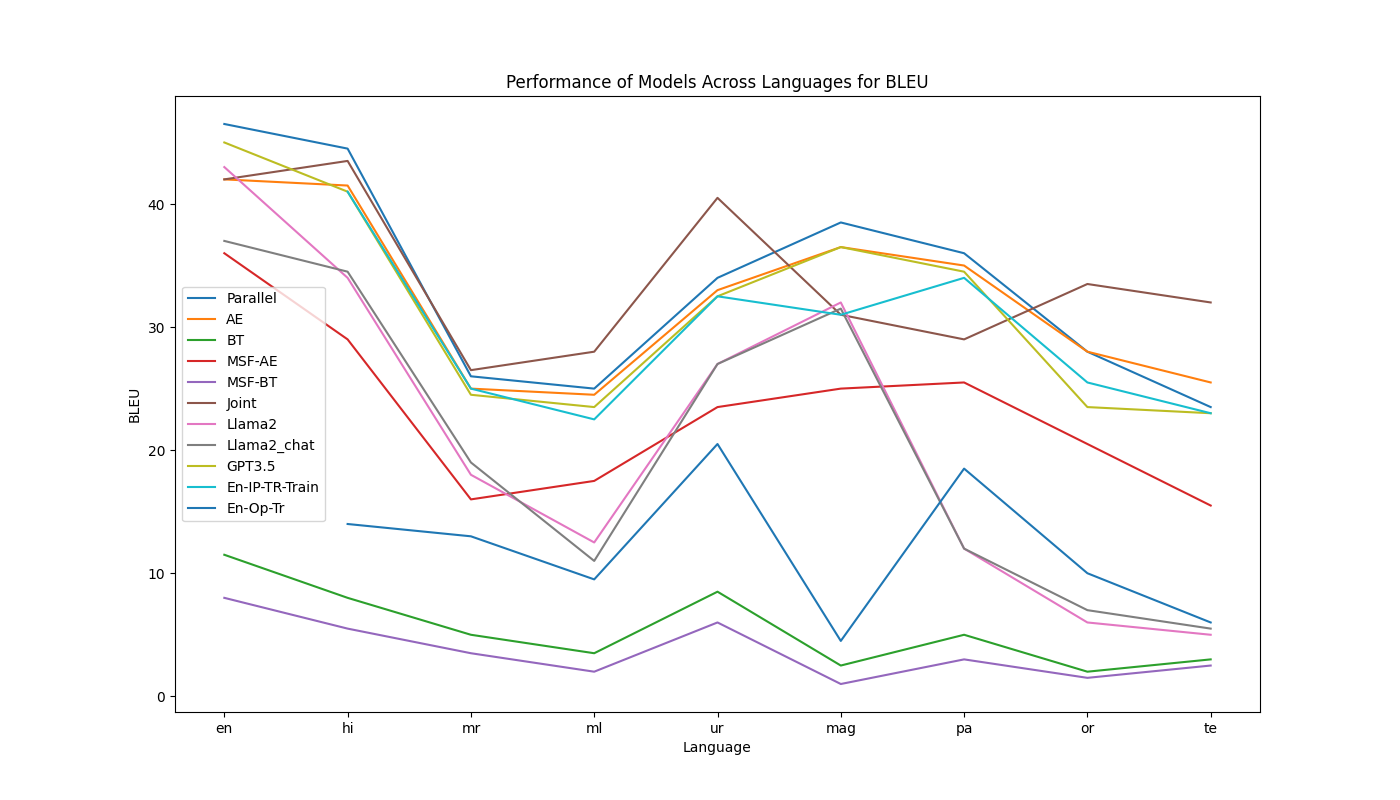 Performance of Models Across Languages for BLEU
BLEU
40
30
20
10
0
Parallel
AE
BT
MSF-AE
MSF-BT
Joint
Llama2
Llama2_chat
GPT3.5
En-IP-TR-Train
En-Op-Tr
en hi mr ml ur mag pa or te
Language